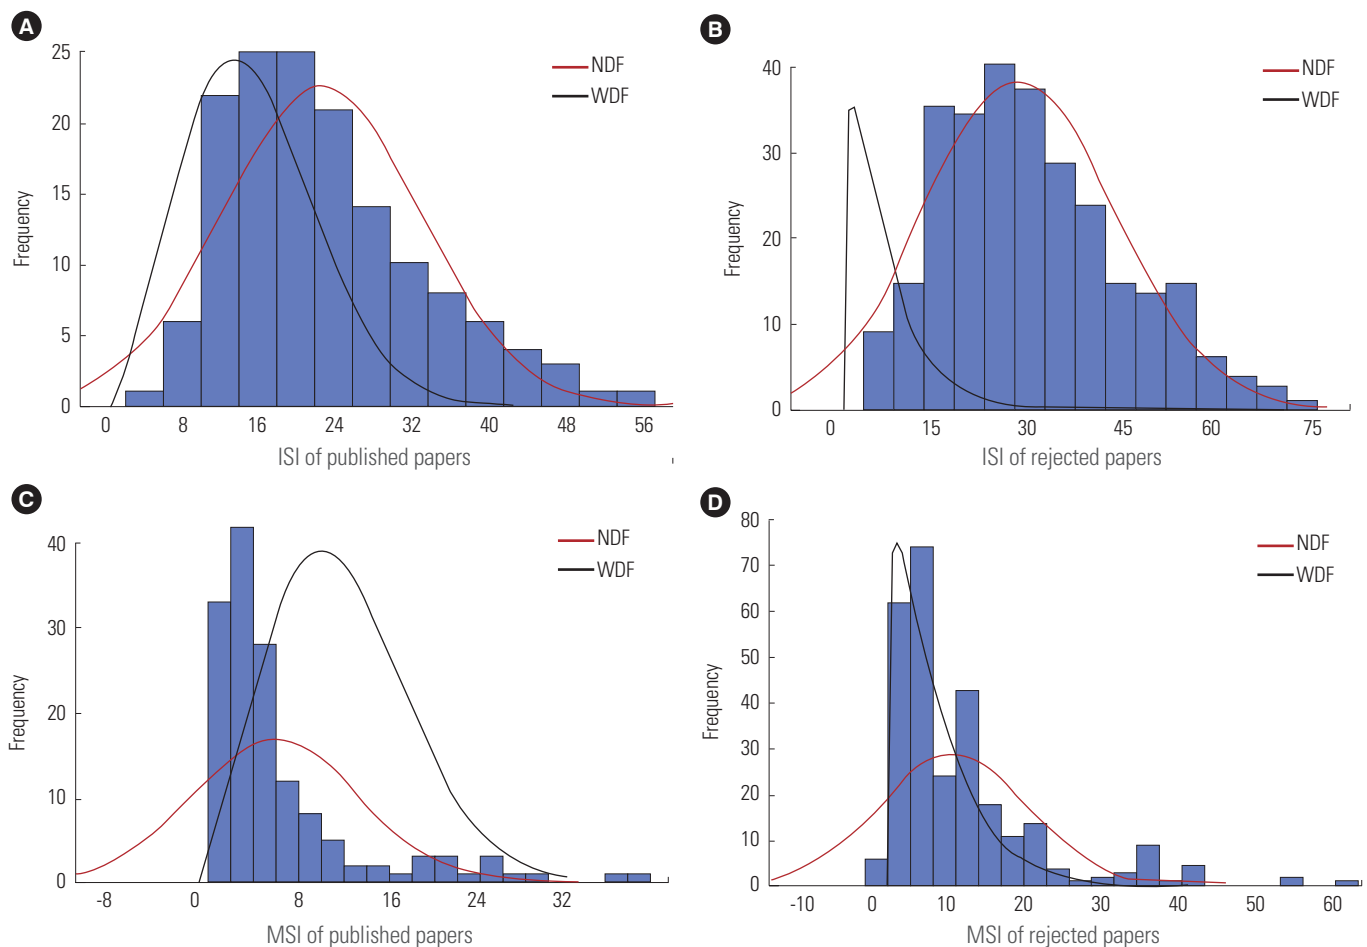 A
NDF
WDF
25
20
15
10
5
0
Frequency
0 8 16 24 32 40 48 56
ISI of published papers
B
NDF
WDF
40
30
20
10
0
Frequency
0 15 30 45 60 75
ISI of rejected papers
C
NDF
WDF
40
30
20
10
0
Frequency
-8 0 8 16 24 32
MSI of published papers
D
NDF
WDF
80
70
60
50
40
30
20
10
0
Frequency
-10 0 10 20 30 40 50 60
MSI of rejected papers